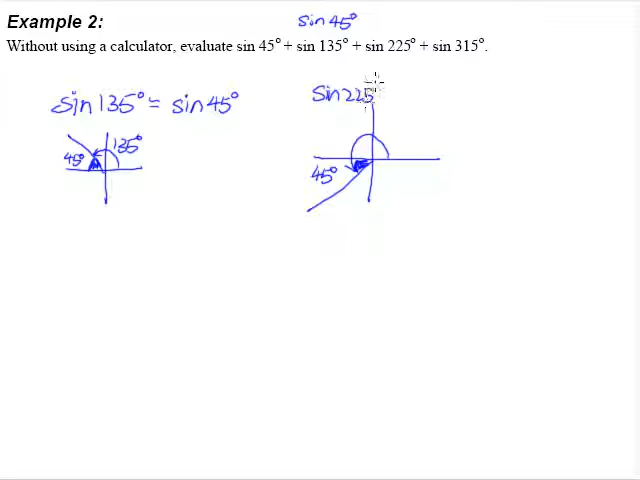 sin 45°
Example 2:
Without using a calculator, evaluate sin 45° + sin 135° + sin 225° + sin 315°.
sin 135° = sin 45°
sin 225
135°
45°
45°